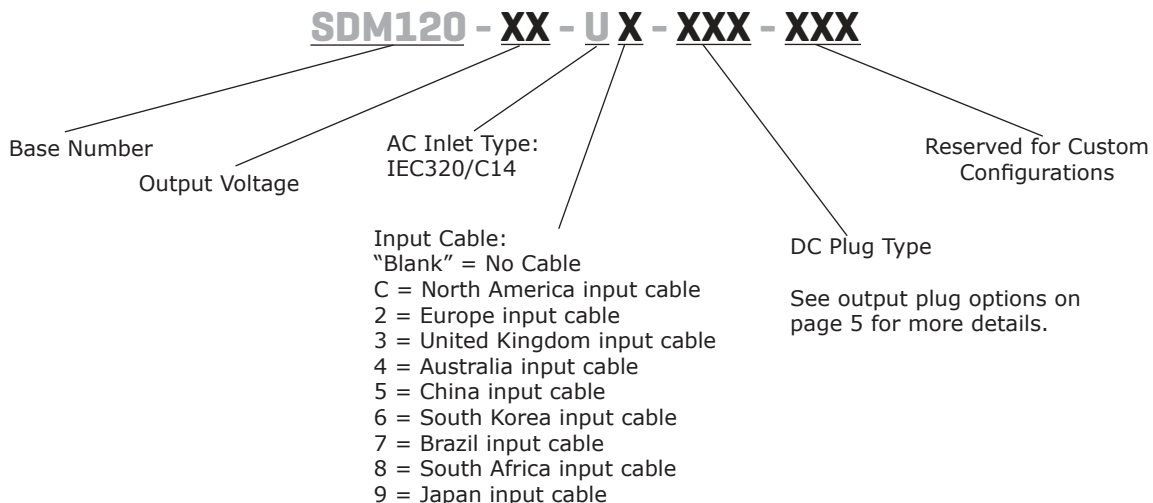 SDM120 - XX - U X - XXX - XXX
Base Number
Output Voltage
AC Inlet Type:
IEC320/C14
Input Cable:
“Blank” = No Cable
C = North America input cable
2 = Europe input cable
3 = United Kingdom input cable
4 = Australia input cable
5 = China input cable
6 = South Korea input cable
7 = Brazil input cable
8 = South Africa input cable
9 = Japan input cable
DC Plug Type
See output plug options on
page 5 for more details.
Reserved for Custom
Configurations